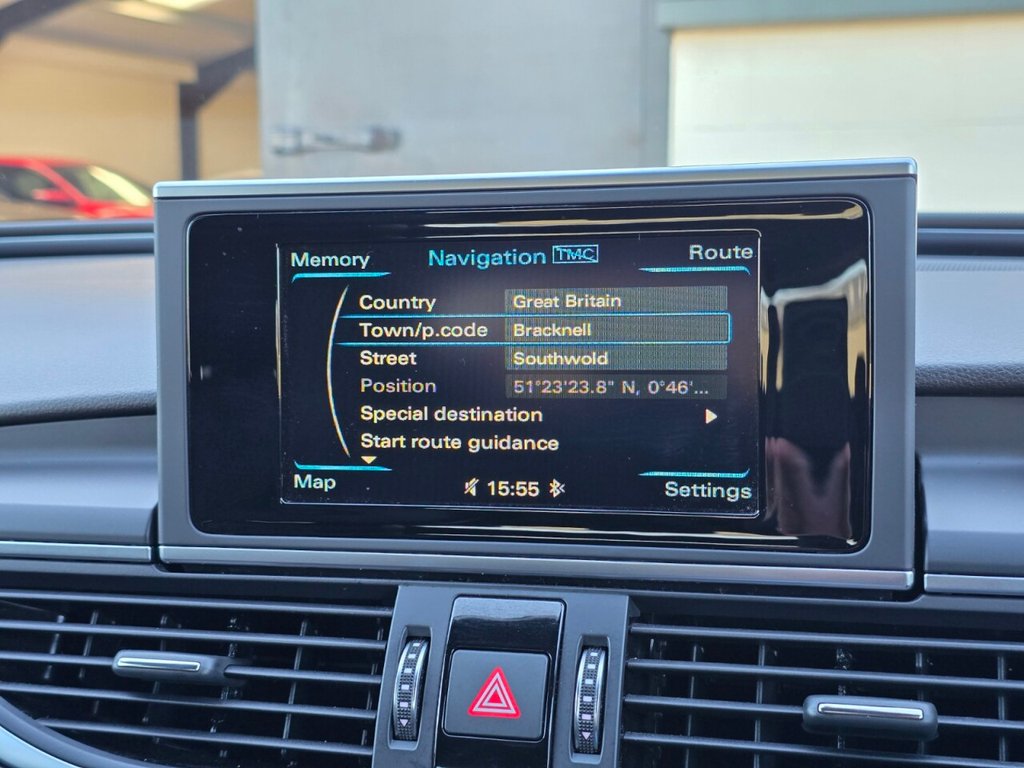 Memory Navigation TMC Route
Country Great Britain
Town/p.code Bracknell
Street Southwold
Position 51°23'23.8" N, 0°46'...
Special destination
Start route guidance
Map 15:55 Settings